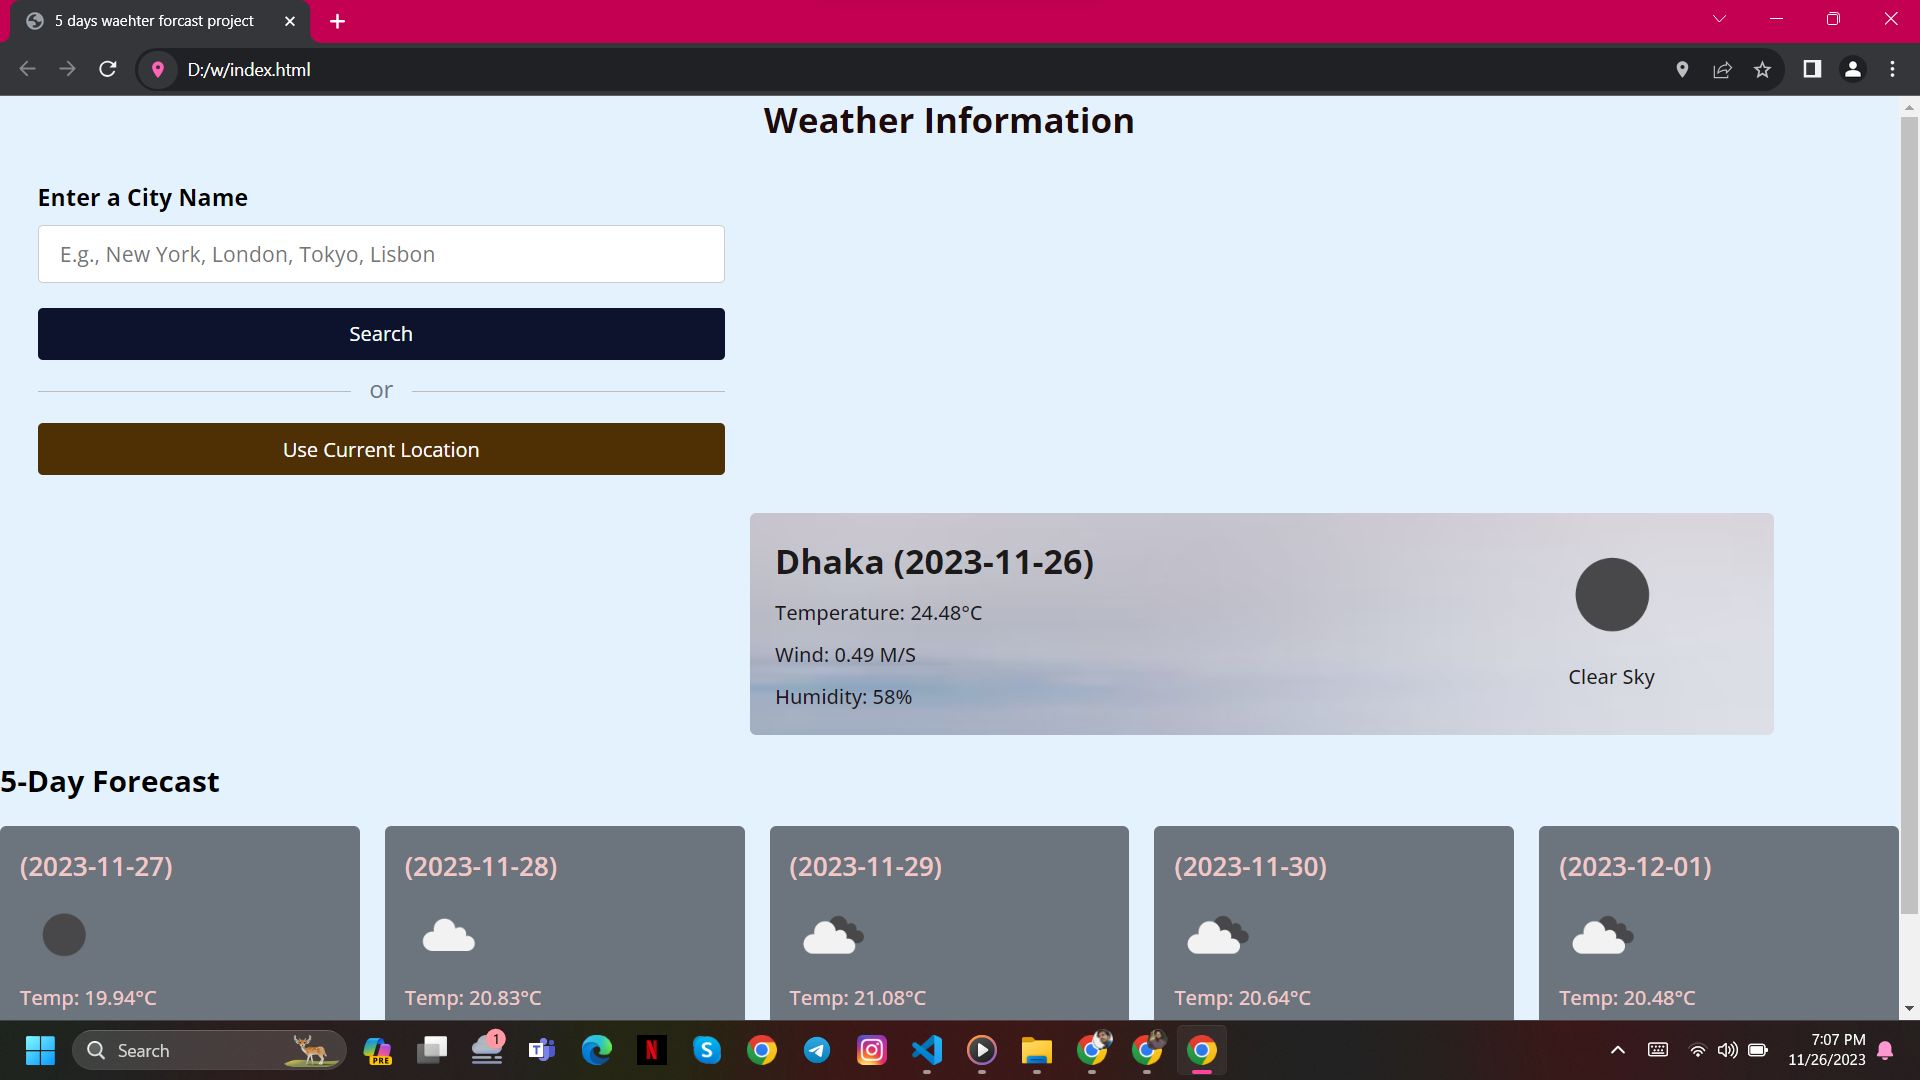 5 days waehter forcast project
D:/w/index.html
Weather Information
Enter a City Name
E.g., New York, London, Tokyo, Lisbon
Search
or
Use Current Location
Dhaka (2023-11-26)
Temperature: 24.48°C
Wind: 0.49 M/S
Humidity: 58%
Clear Sky
5-Day Forecast
(2023-11-27)
Temp: 19.94°C
(2023-11-28)
Temp: 20.83°C
(2023-11-29)
Temp: 21.08°C
(2023-11-30)
Temp: 20.64°C
(2023-12-01)
Temp: 20.48°C
Search
PRE
1
T
N
S
7:07 PM
11/26/2023